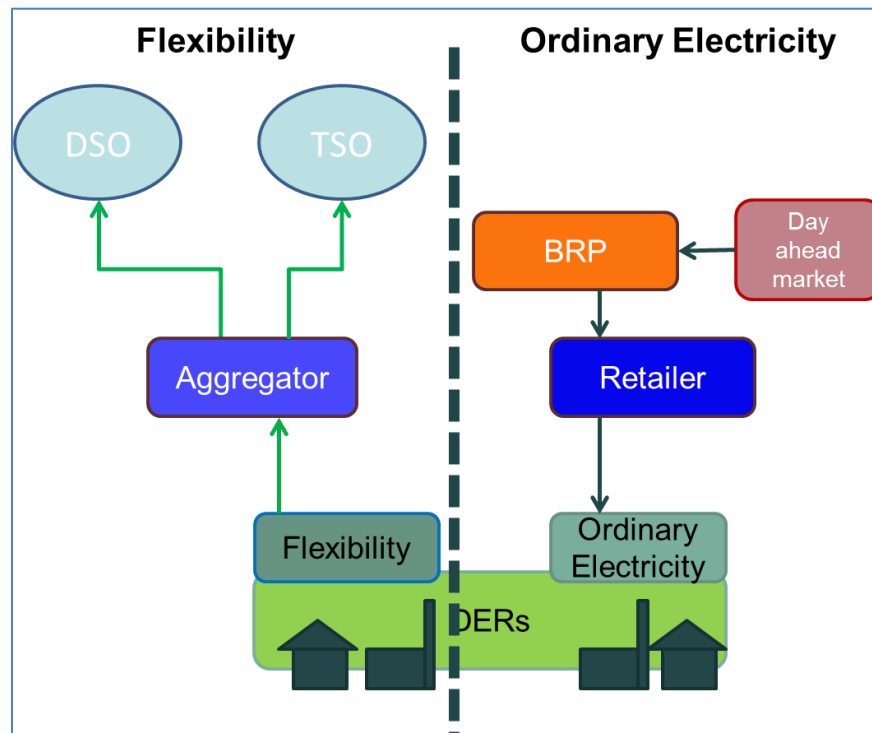 Flexibility
Ordinary Electricity
DSO
TSO
BRP
Day
ahead
market
Aggregator
Retailer
Flexibility
Ordinary
Electricity
DERs